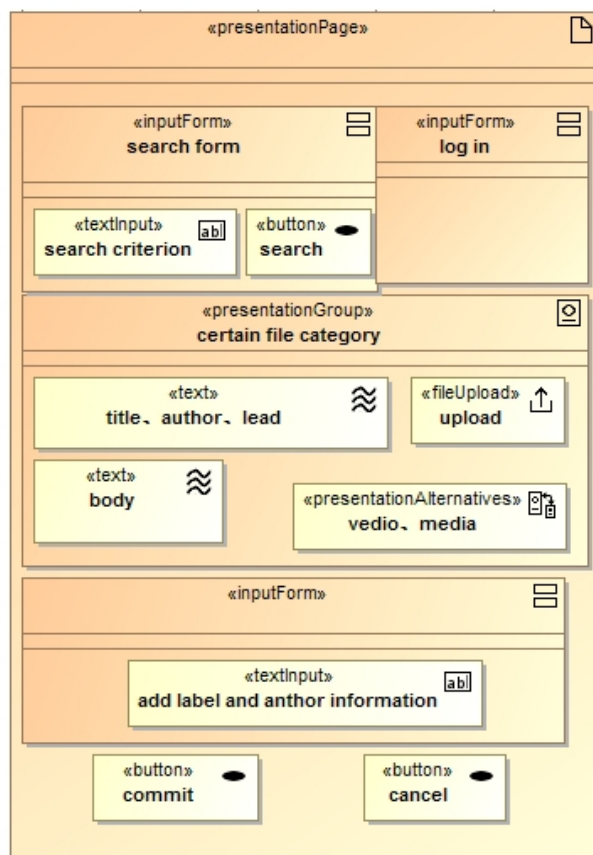 «presentationPage»
«inputForm»
search form
«inputForm»
log in
«textInput»
search criterion
abl
«button»
search
«presentationGroup»
certain file category
«text»
title、author、lead
«fileUpload»
upload
«text»
body
«presentationAlternatives»
vedio、media
«inputForm»
«textInput»
add label and anthor information
abl
«button»
commit
«button»
cancel